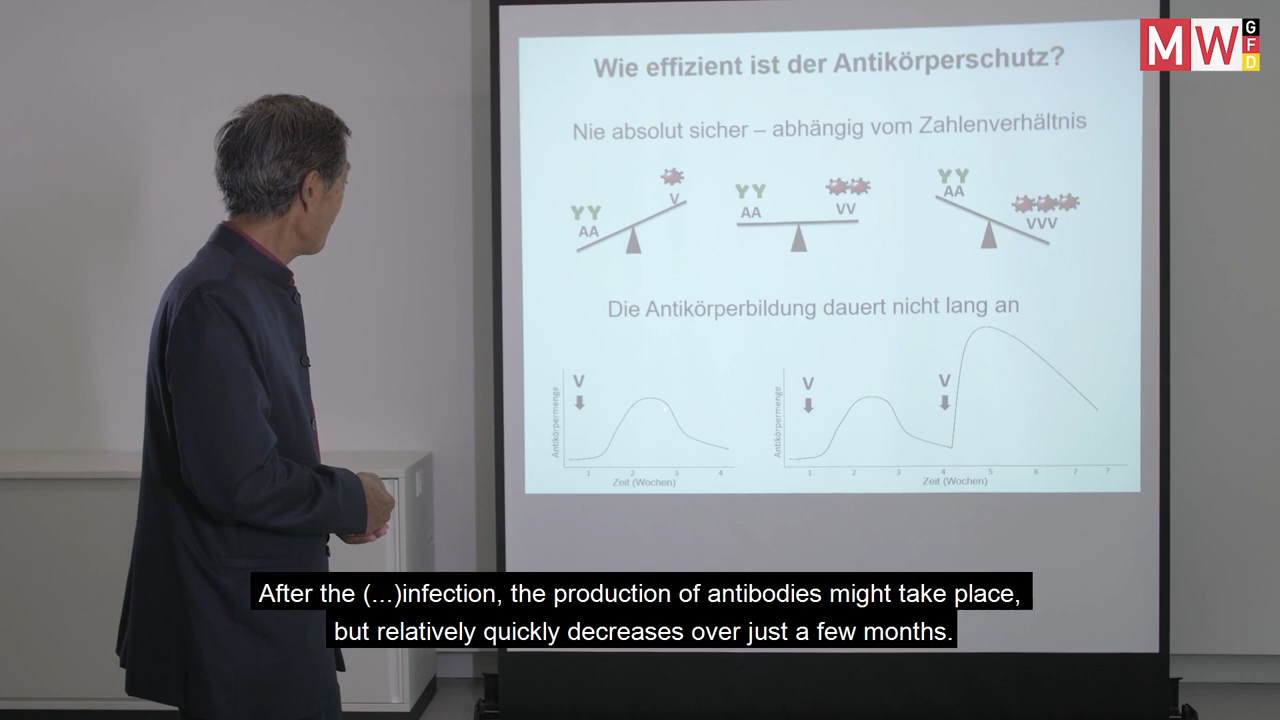 MW
G
F
D
Wie effizient ist der Antikörperschutz?
Nie absolut sicher – abhängig vom Zahlenverhältnis
AA V
AA VV
AA VVV
Die Antikörperbildung dauert nicht lang an
V
Antikörpermenge
1 2 3 4
Zeit (Wochen)
V V
Antikörpermenge
1 2 3 4 5 6 7 ?
Zeit (Wochen)
After the (...)infection, the production of antibodies might take place,
but relatively quickly decreases over just a few months.